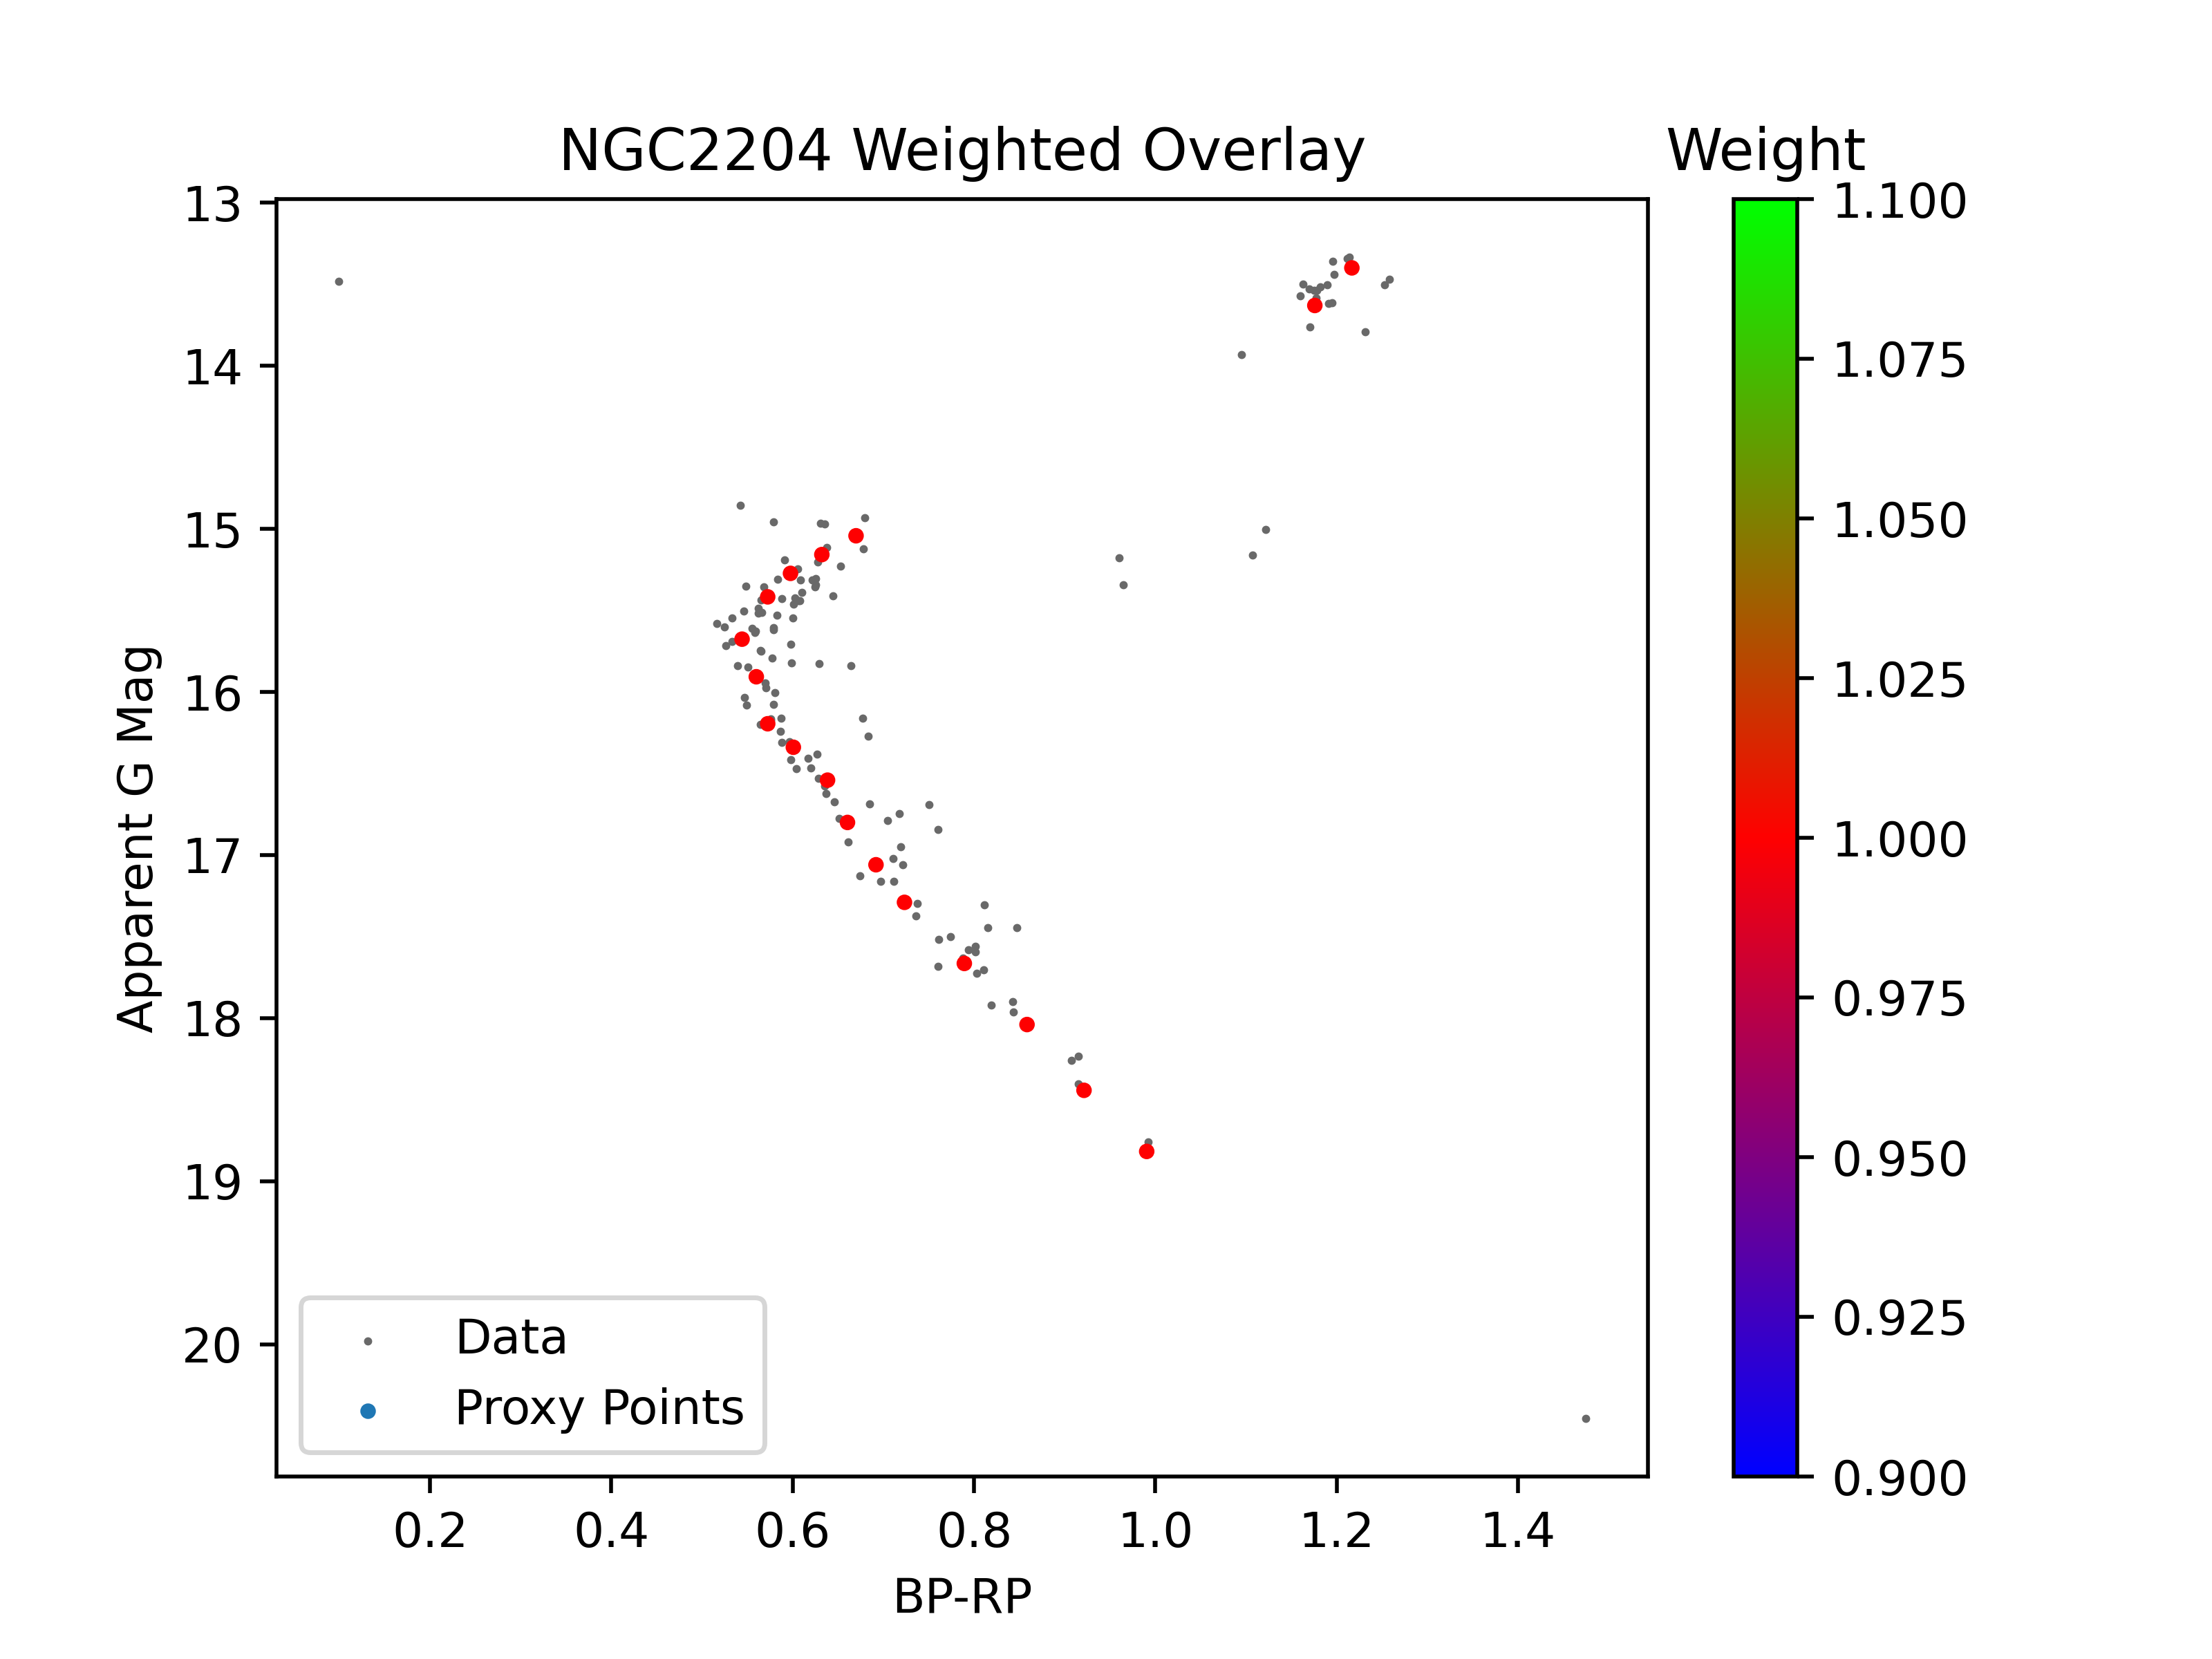 NGC2204 Weighted Overlay
Weight
13
14
15
16
17
18
19
20
Apparent G Mag
0.2 0.4 0.6 0.8 1.0 1.2 1.4
BP-RP
Data
Proxy Points
1.100
1.075
1.050
1.025
1.000
0.975
0.950
0.925
0.900